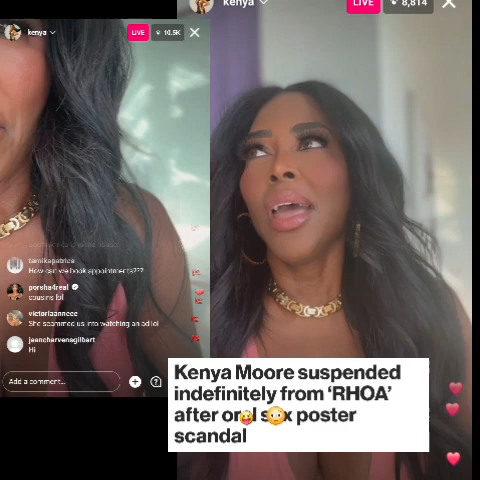 kenya
LIVE
8,814
kenya
LIVE
10.5K
tamikapatrice
How can we book appointments???
porsha4real
cousins lol
victoriaanneee
She scammed us into watching an ad lol
jeancharvensgilbert
Hi
Add a comment...
Kenya Moore suspended
indefinitely from ‘RHOA’
after or😜l s😳x poster
scandal